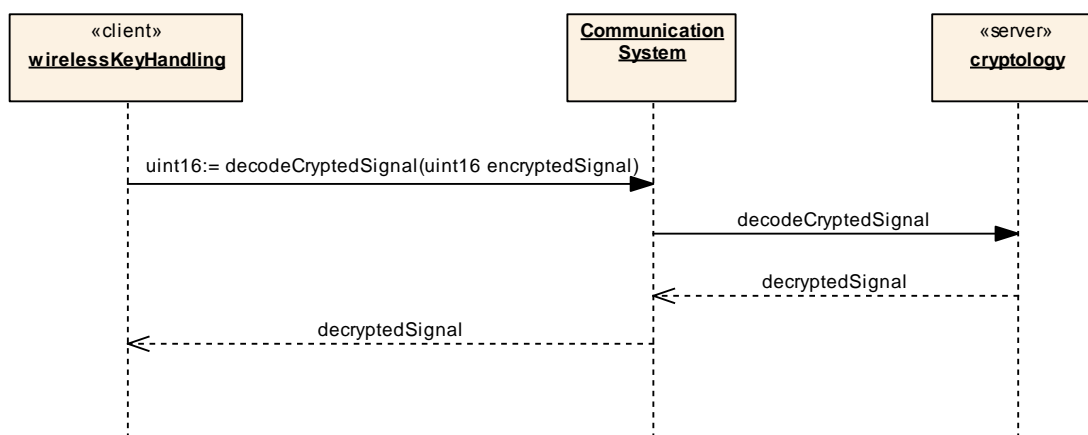 «client»
wirelessKeyHandling
Communication
System
«server»
cryptology
uint16:= decodeCryptedSignal(uint16 encryptedSignal)
decodeCryptedSignal
decryptedSignal
decryptedSignal